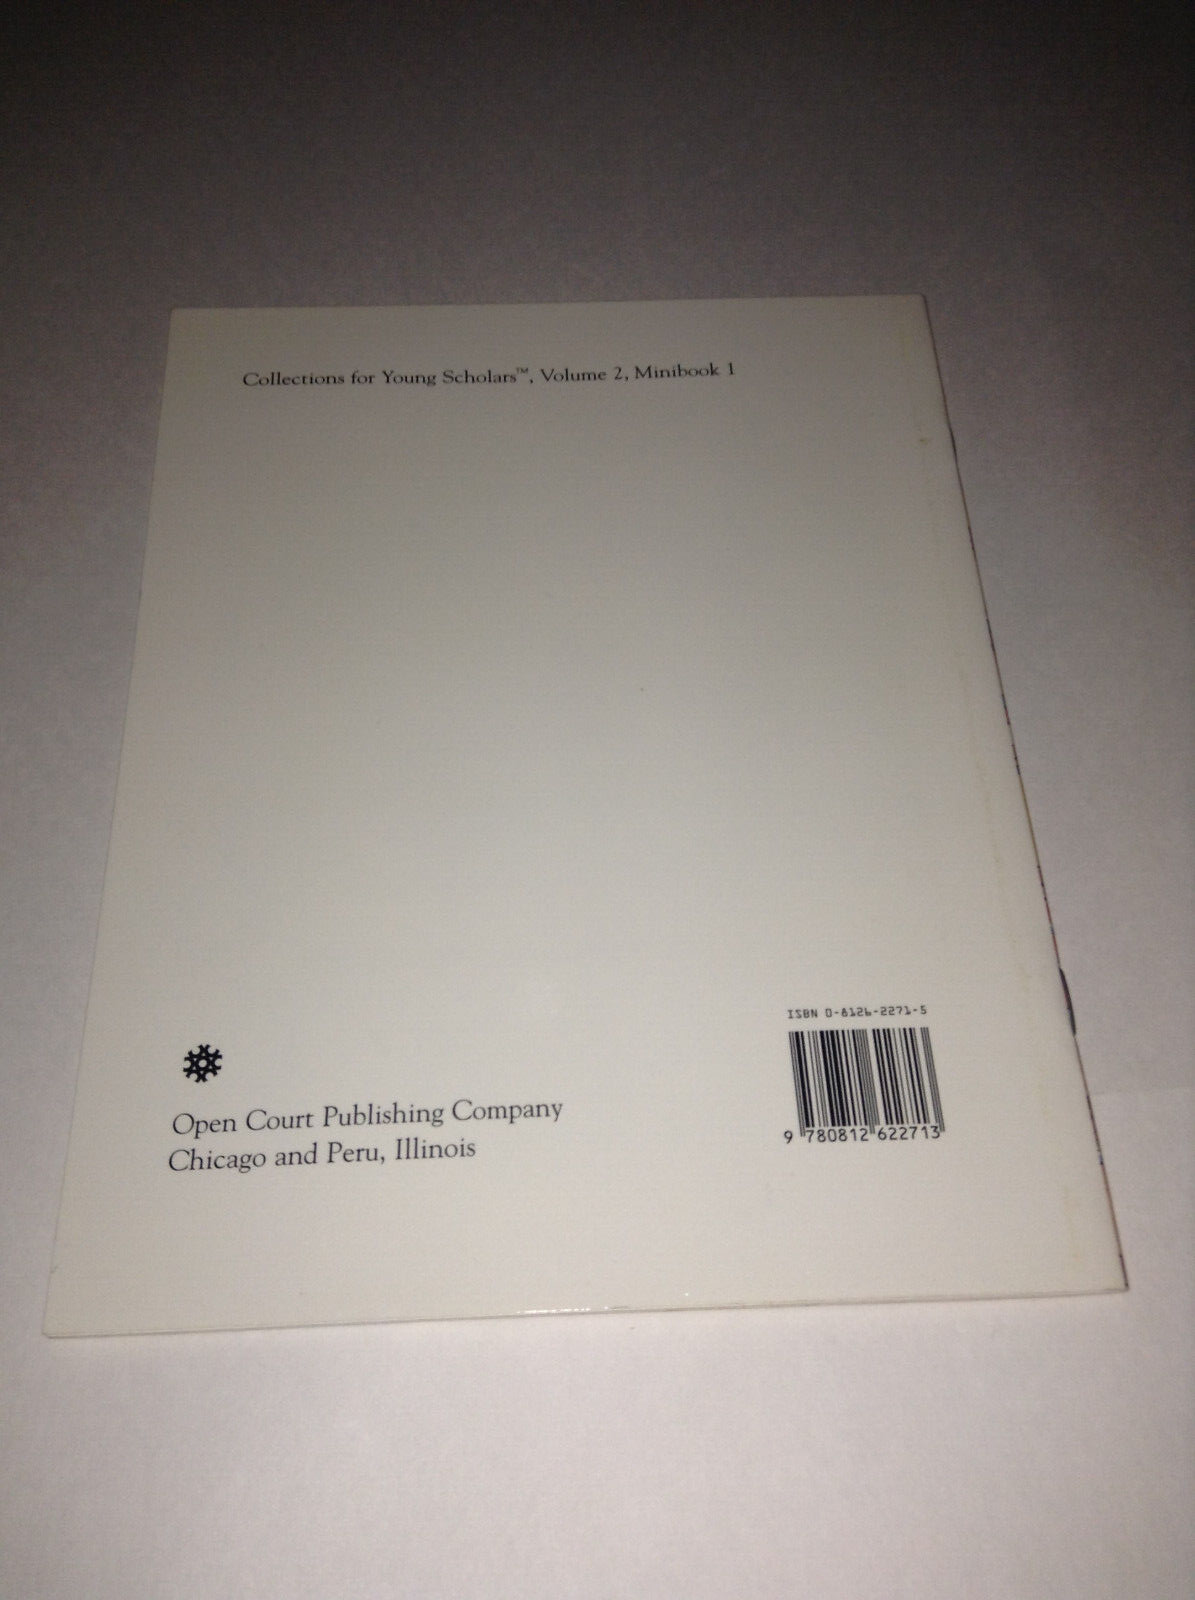 Collections for Young Scholars™, Volume 2, Minibook 1
Open Court Publishing Company
Chicago and Peru, Illinois
ISBN 0-8126-2271-5
9 780812 622713